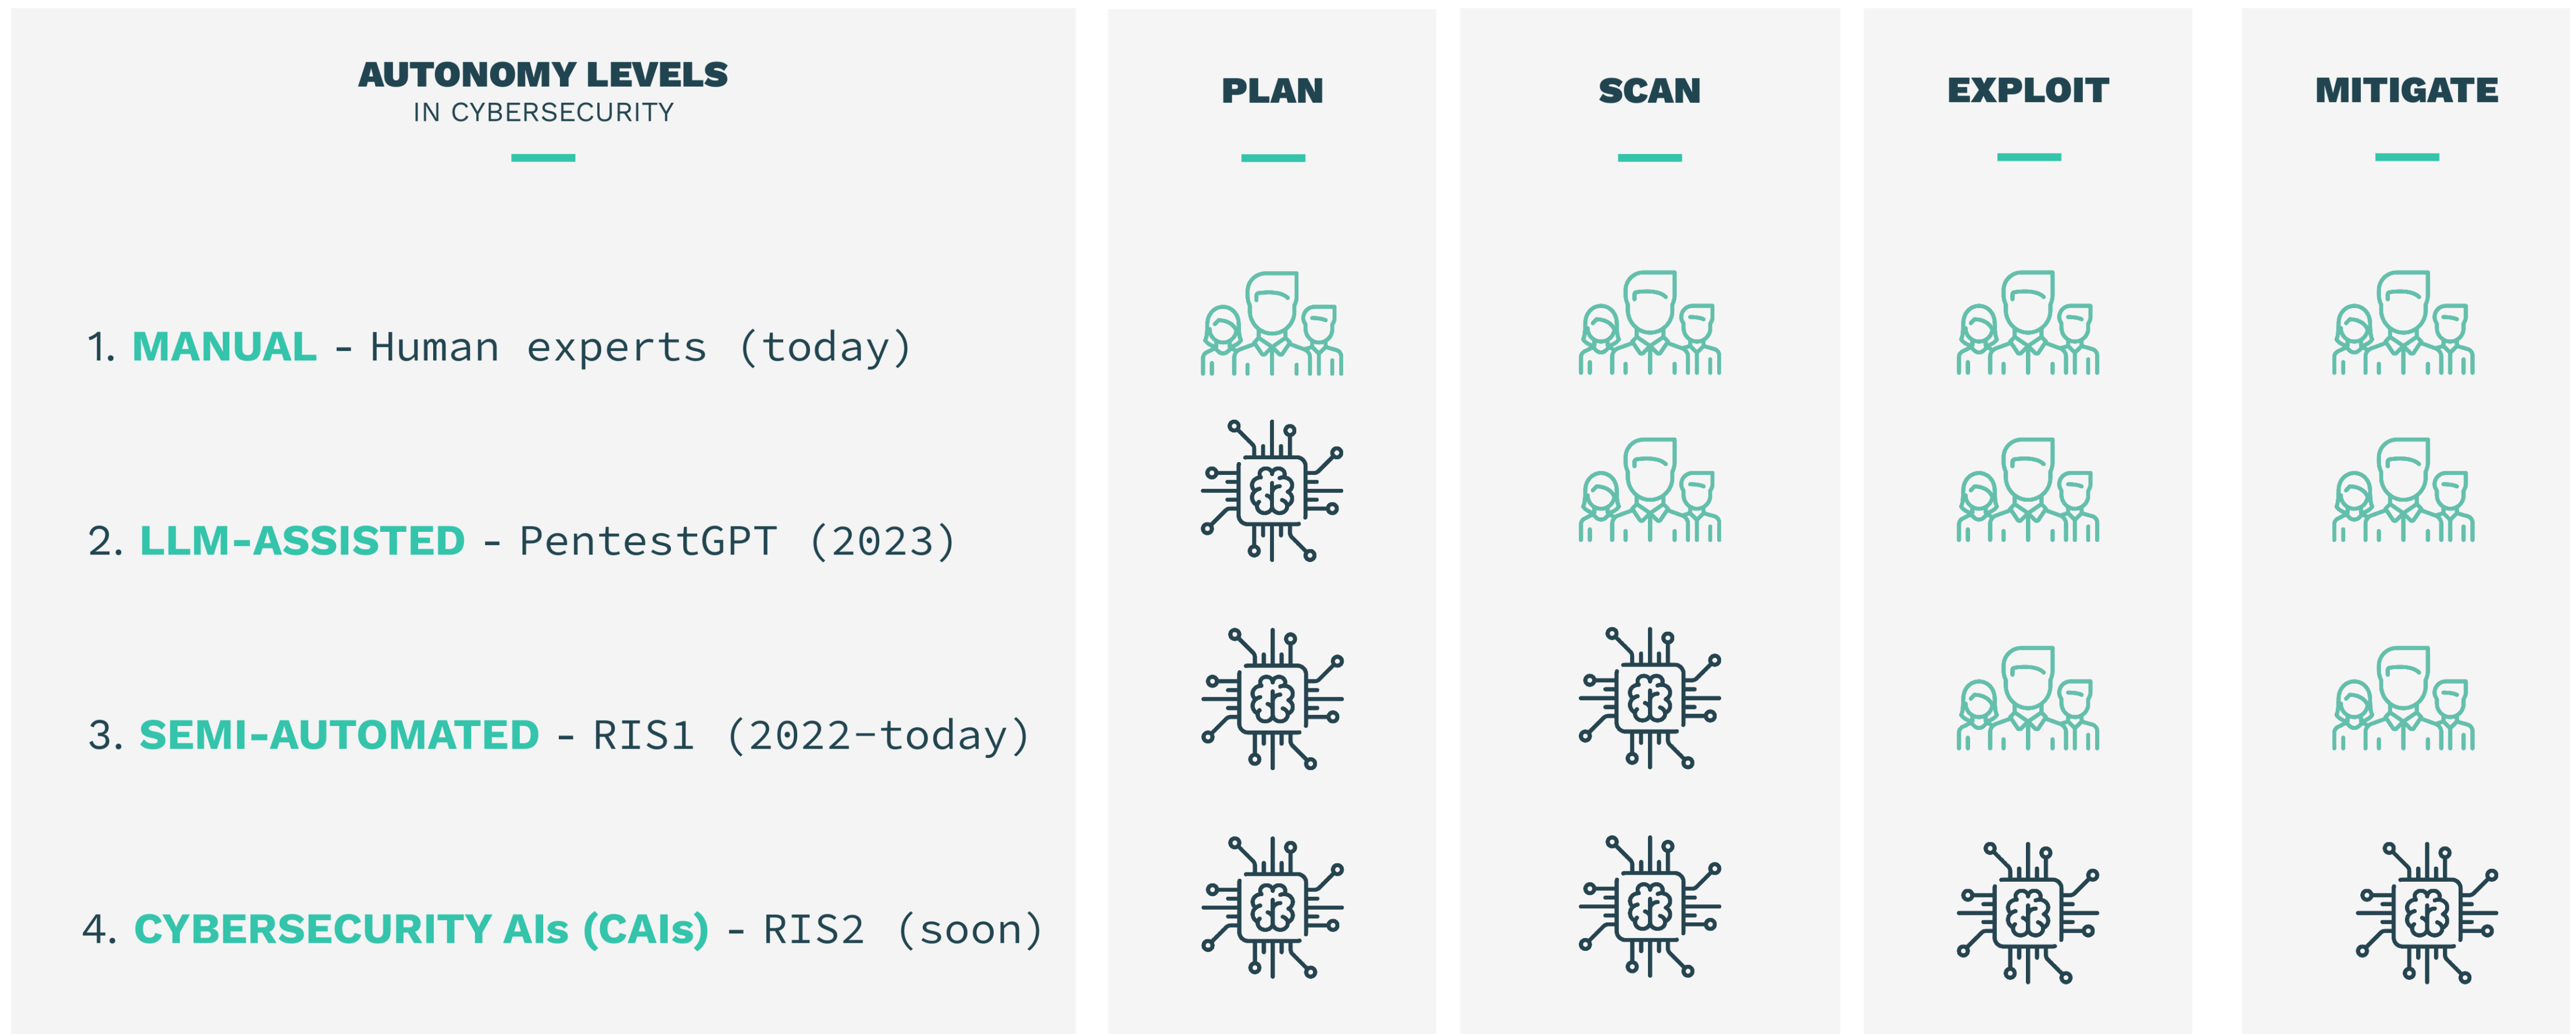 AUTONOMY LEVELS
IN CYBERSECURITY
PLAN
SCAN
EXPLOIT
MITIGATE
1. MANUAL - Human experts (today)
2. LLM-ASSISTED - PentestGPT (2023)
3. SEMI-AUTOMATED - RIS1 (2022-today)
4. CYBERSECURITY AIs (CAIs) - RIS2 (soon)